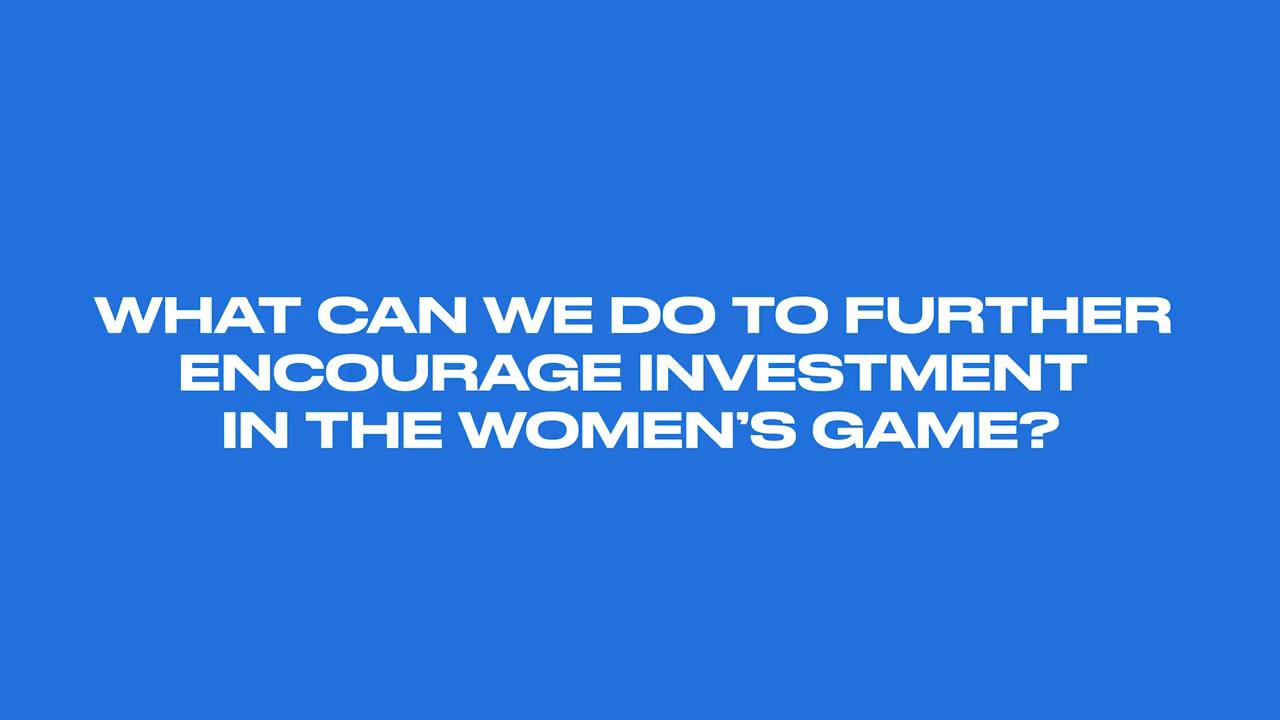 WHAT CAN WE DO TO FURTHER
ENCOURAGE INVESTMENT
IN THE WOMEN’S GAME?